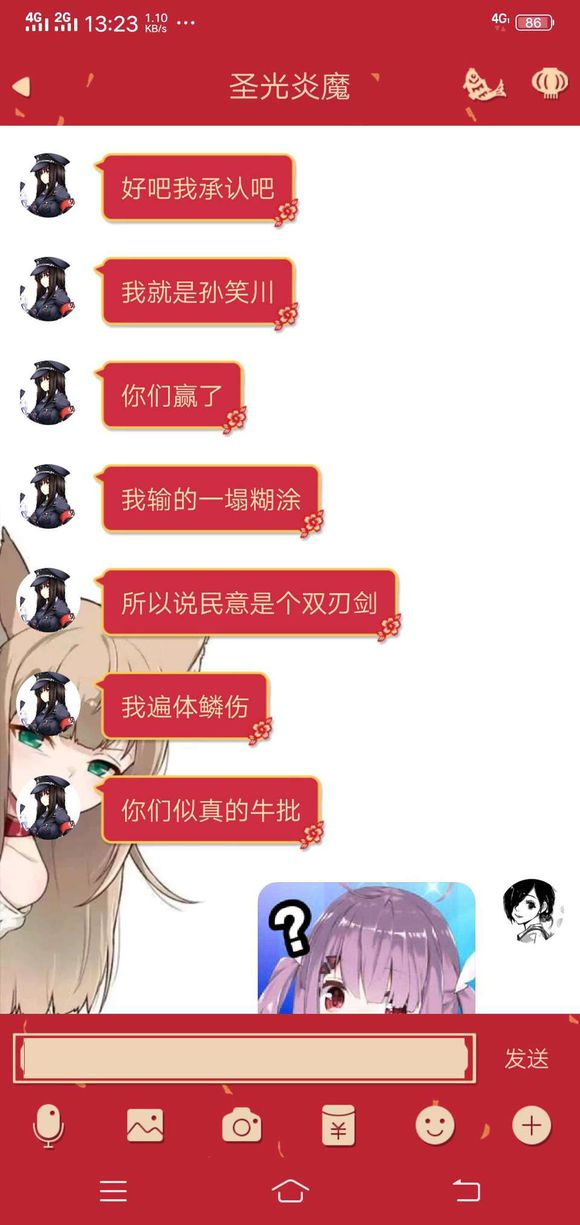 4G 2G 13:23 1.10 KB/s ... 4G 86
圣光炎魔
好吧我承认吧
我就是孙笑川
你们赢了
我输的一塌糊涂
所以说民意是个双刃剑
我遍体鳞伤
你们似真的牛批
?
发送
¥